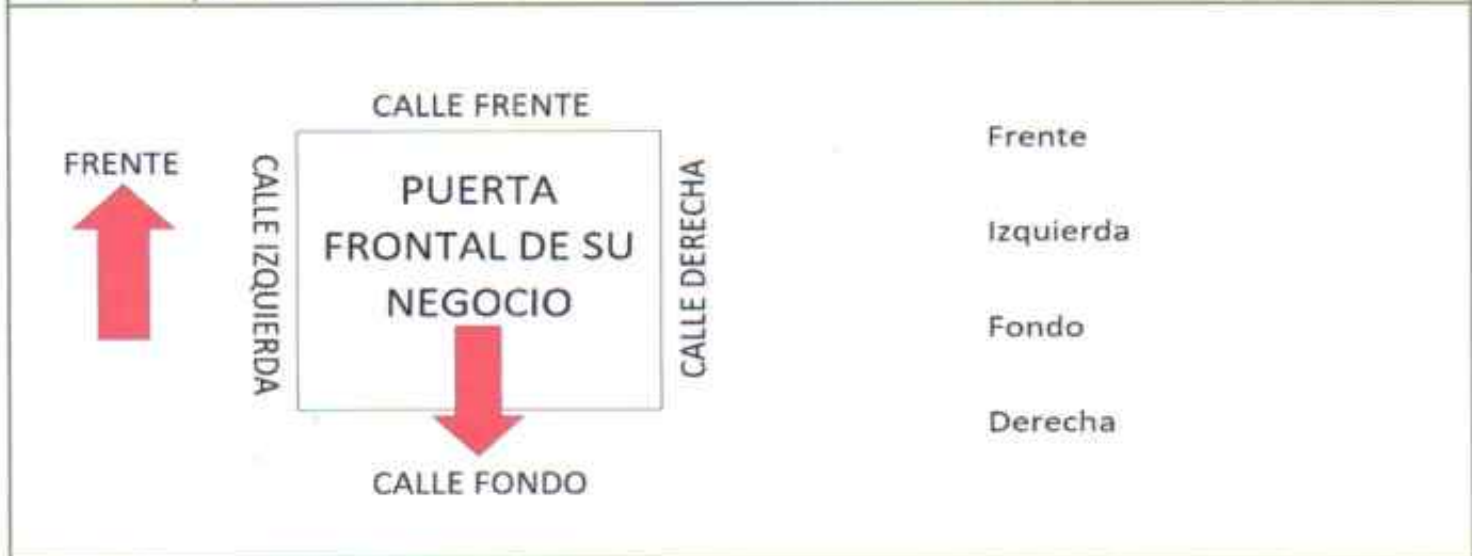 CALLE FRENTE
FRENTE
CALLE IZQUIERDA
PUERTA
FRONTAL DE SU
NEGOCIO
CALLE DERECHA
CALLE FONDO
Frente
Izquierda
Fondo
Derecha